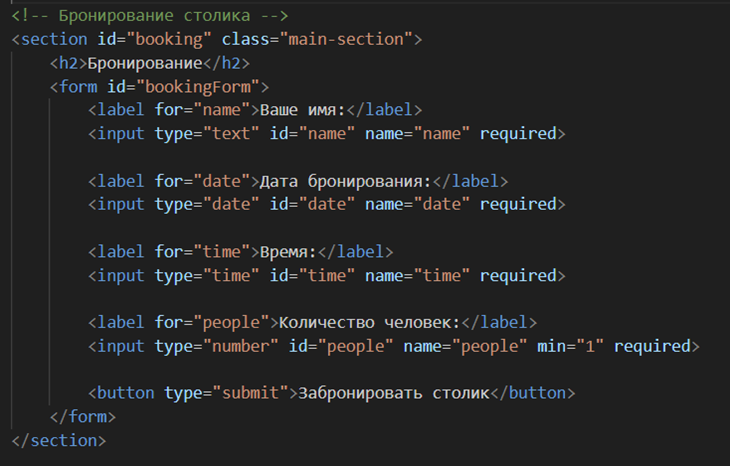 <!-- Бронирование столика -->
<section id="booking" class="main-section">
<h2>Бронирование</h2>
<form id="bookingForm">
<label for="name">Ваше имя:</label>
<input type="text" id="name" name="name" required>
<label for="date">Дата бронирования:</label>
<input type="date" id="date" name="date" required>
<label for="time">Время:</label>
<input type="time" id="time" name="time" required>
<label for="people">Количество человек:</label>
<input type="number" id="people" name="people" min="1" required>
<button type="submit">Забронировать столик</button>
</form>
</section>